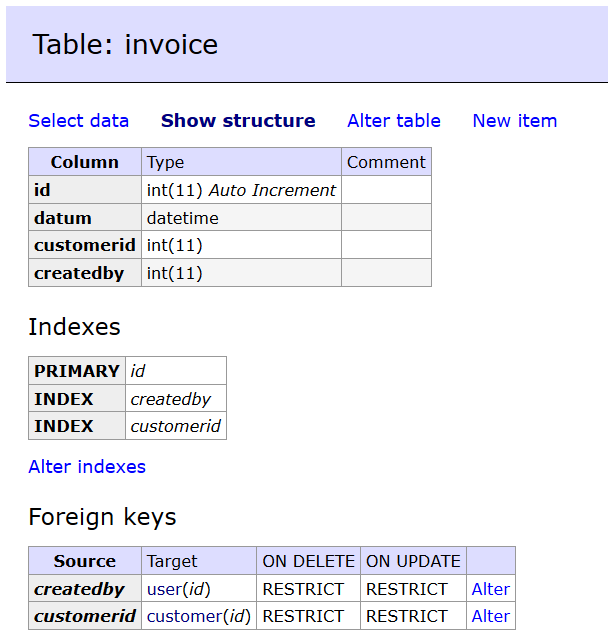 Table: invoice
Select data Show structure Alter table New item
Column Type Comment
id int(11) Auto Increment
datum datetime
customerid int(11)
createdby int(11)
Indexes
PRIMARY id
INDEX createdby
INDEX customerid
Alter indexes
Foreign keys
Source Target ON DELETE ON UPDATE
createdby user(id) RESTRICT RESTRICT Alter
customerid customer(id) RESTRICT RESTRICT Alter